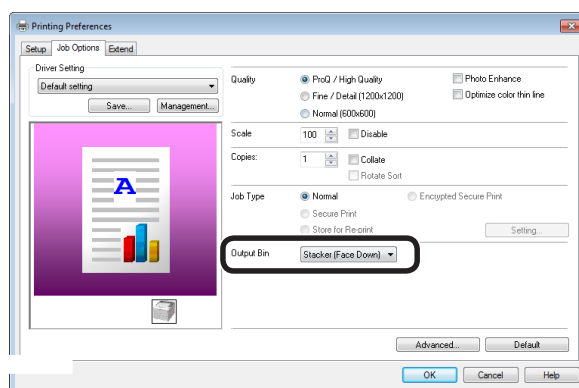 Printing Preferences
Setup Job Options Extend
Driver Setting
Default setting
Save... Management...
A
Quality ProQ / High Quality Photo Enhance
Fine / Detail (1200x1200) Optimize color thin line
Normal (600x600)
Scale 100 Disable
Copies: 1 Collate
Rotate Sort
Job Type Normal Encrypted Secure Print
Secure Print
Store for Re-print Setting...
Output Bin Stacker (Face Down)
Advanced... Default
OK Cancel Help